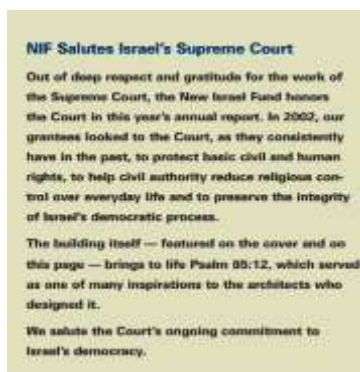 NIF Salutes Israel's Supreme Court
Out of deep respect and gratitude for the work of
the Supreme Court, the New Israel Fund honors
the Court in this year's annual report. In 2002, our
grantees looked to the Court, as they consistently
have in the past, to protect basic civil and human
rights, to help civil authority reduce religious con-
trol over everyday life and to preserve the integrity
of Israel's democratic process.
The building itself — featured on the cover and on
this page — brings to life Psalm 85:12, which served
as one of many inspirations to the architects who
designed it.
We salute the Court's ongoing commitment to
Israel's democracy.